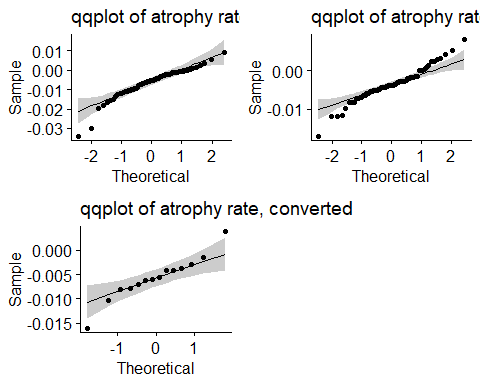 qqplot of atrophy rat
0.01
0.00
-0.01
-0.02
-0.03
Sample
-2 -1 0 1 2
Theoretical
qqplot of atrophy rat
0.00
-0.01
Sample
-2 -1 0 1 2
Theoretical
qqplot of atrophy rate, converted
0.000
-0.005
-0.010
-0.015
Sample
-1 0 1
Theoretical